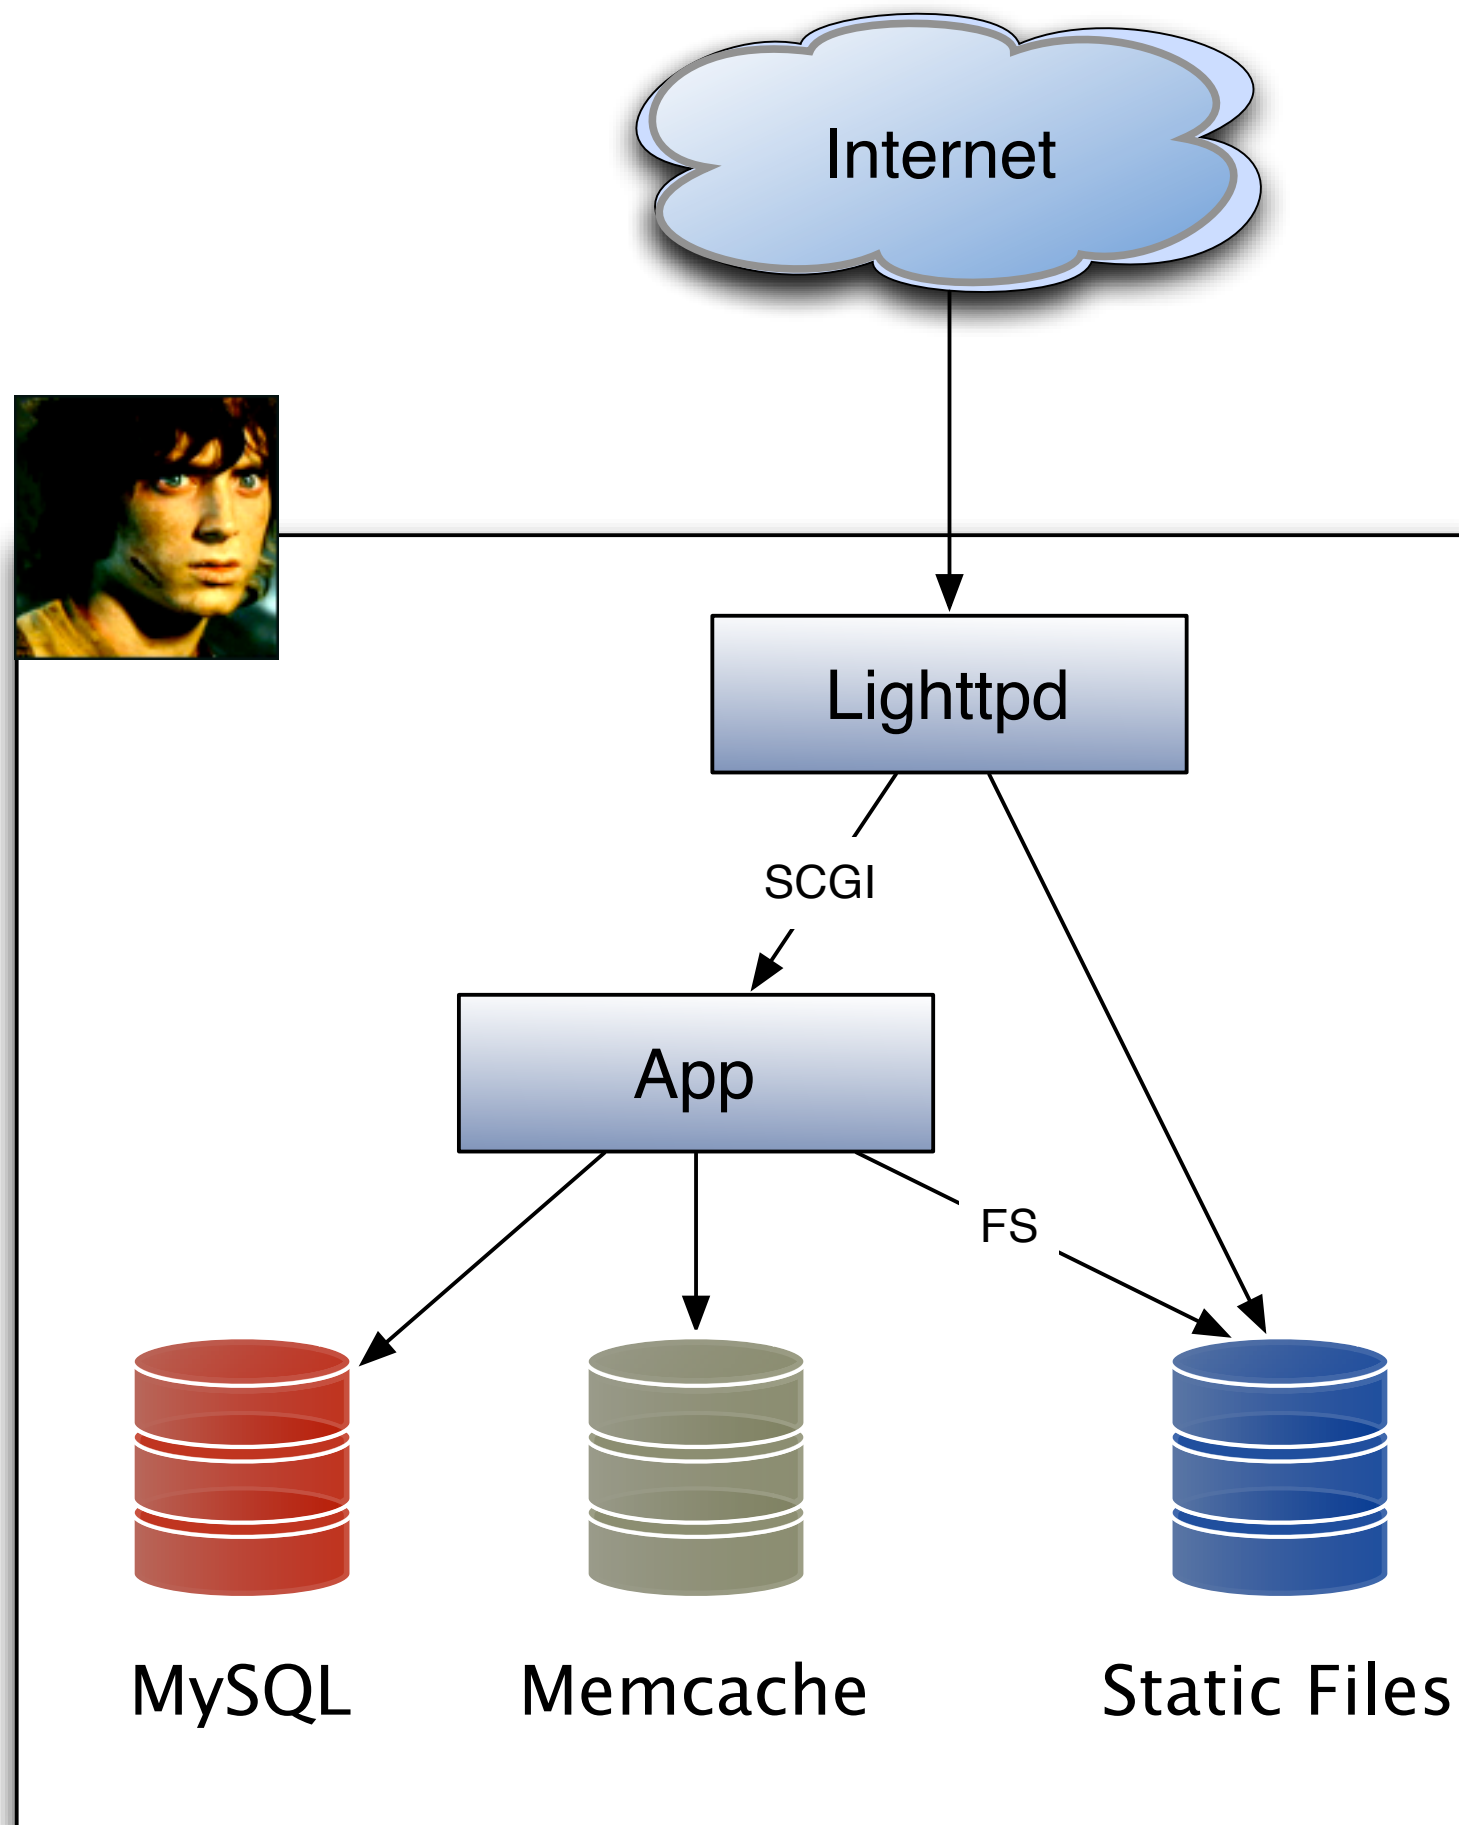 Internet
Lighttpd
SCGI
App
FS
MySQL
Memcache
Static Files